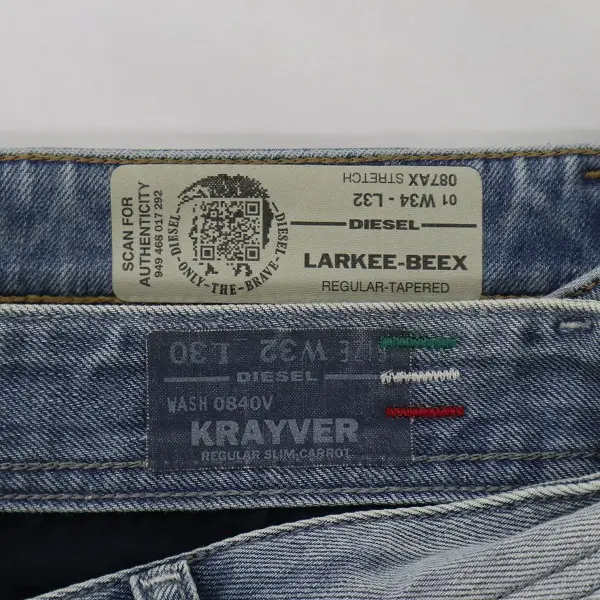 SCAN FOR
AUTHENTICITY
949 468 017 292
DIESEL
ONLY-THE-BRAVE
DIESEL
01 W34 - L32
087AX STRETCH
DIESEL
LARKEE-BEEX
REGULAR-TAPERED
SIZE W32 L30
DIESEL
WASH 0840V
KRAYVER
REGULAR SLIM-CARROT